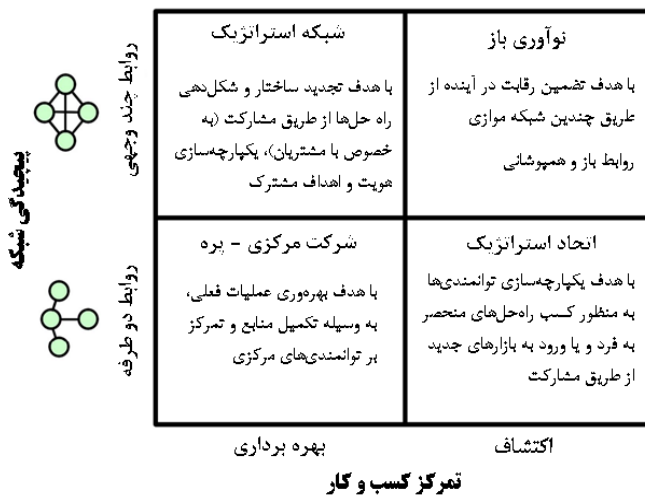 پیچیدگی شبکه
روابط چند وجهی
روابط دو طرفه
نوآوری باز
با هدف تضمین رقابت در آینده از
طریق چندین شبکه موازی
روابط باز و همپوشانی
شبکه استراتژیک
با هدف تجدید ساختار و شکل‌دهی
راه حل‌ها از طریق مشارکت (به
خصوص با مشتریان)، یکپارچه‌سازی
هویت و اهداف مشترک
اتحاد استراتژیک
با هدف یکپارچه‌سازی توانمندی‌ها
به منظور کسب راه‌حل‌های منحصر
به فرد و یا ورود به بازارهای جدید
از طریق مشارکت
شرکت مرکزی - پره
با هدف بهره‌وری عملیات فعلی،
به وسیله تکمیل منابع و تمرکز
بر توانمندی‌های مرکزی
اکتشاف
بهره برداری
تمرکز کسب و کار